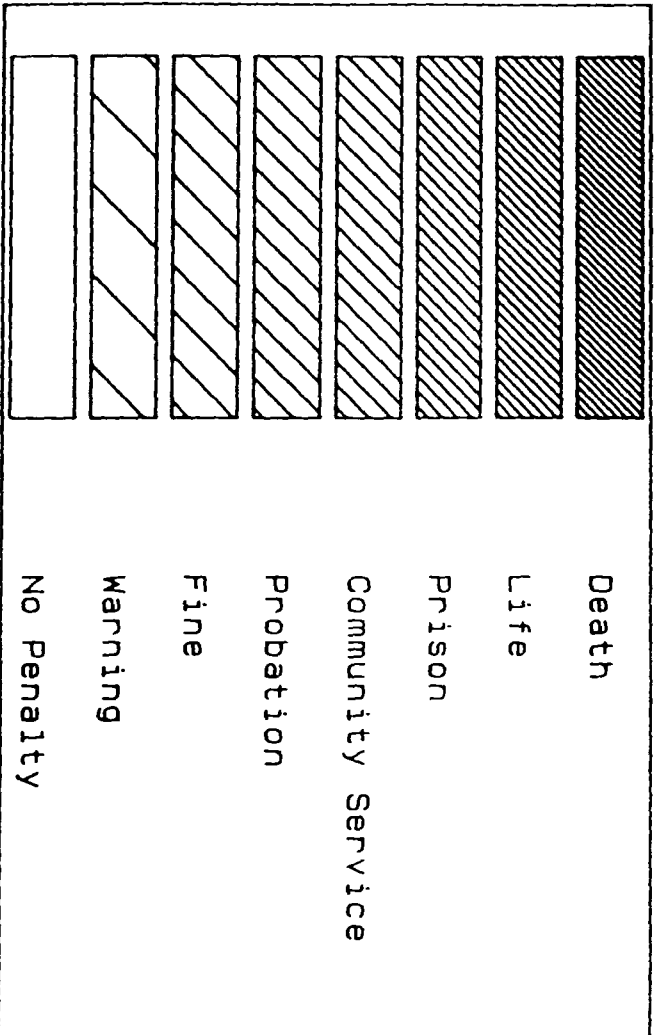 Death
Life
Prison
Community Service
Probation
Fine
Warning
No Penalty